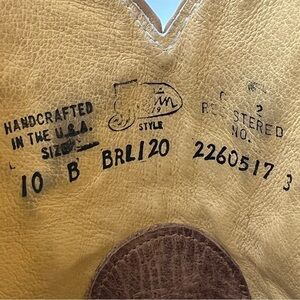 HANDCRAFTED
IN THE U.S.A.
SIZE
STYLE
REGISTERED
NO.
10 B BRL120 2260517 3